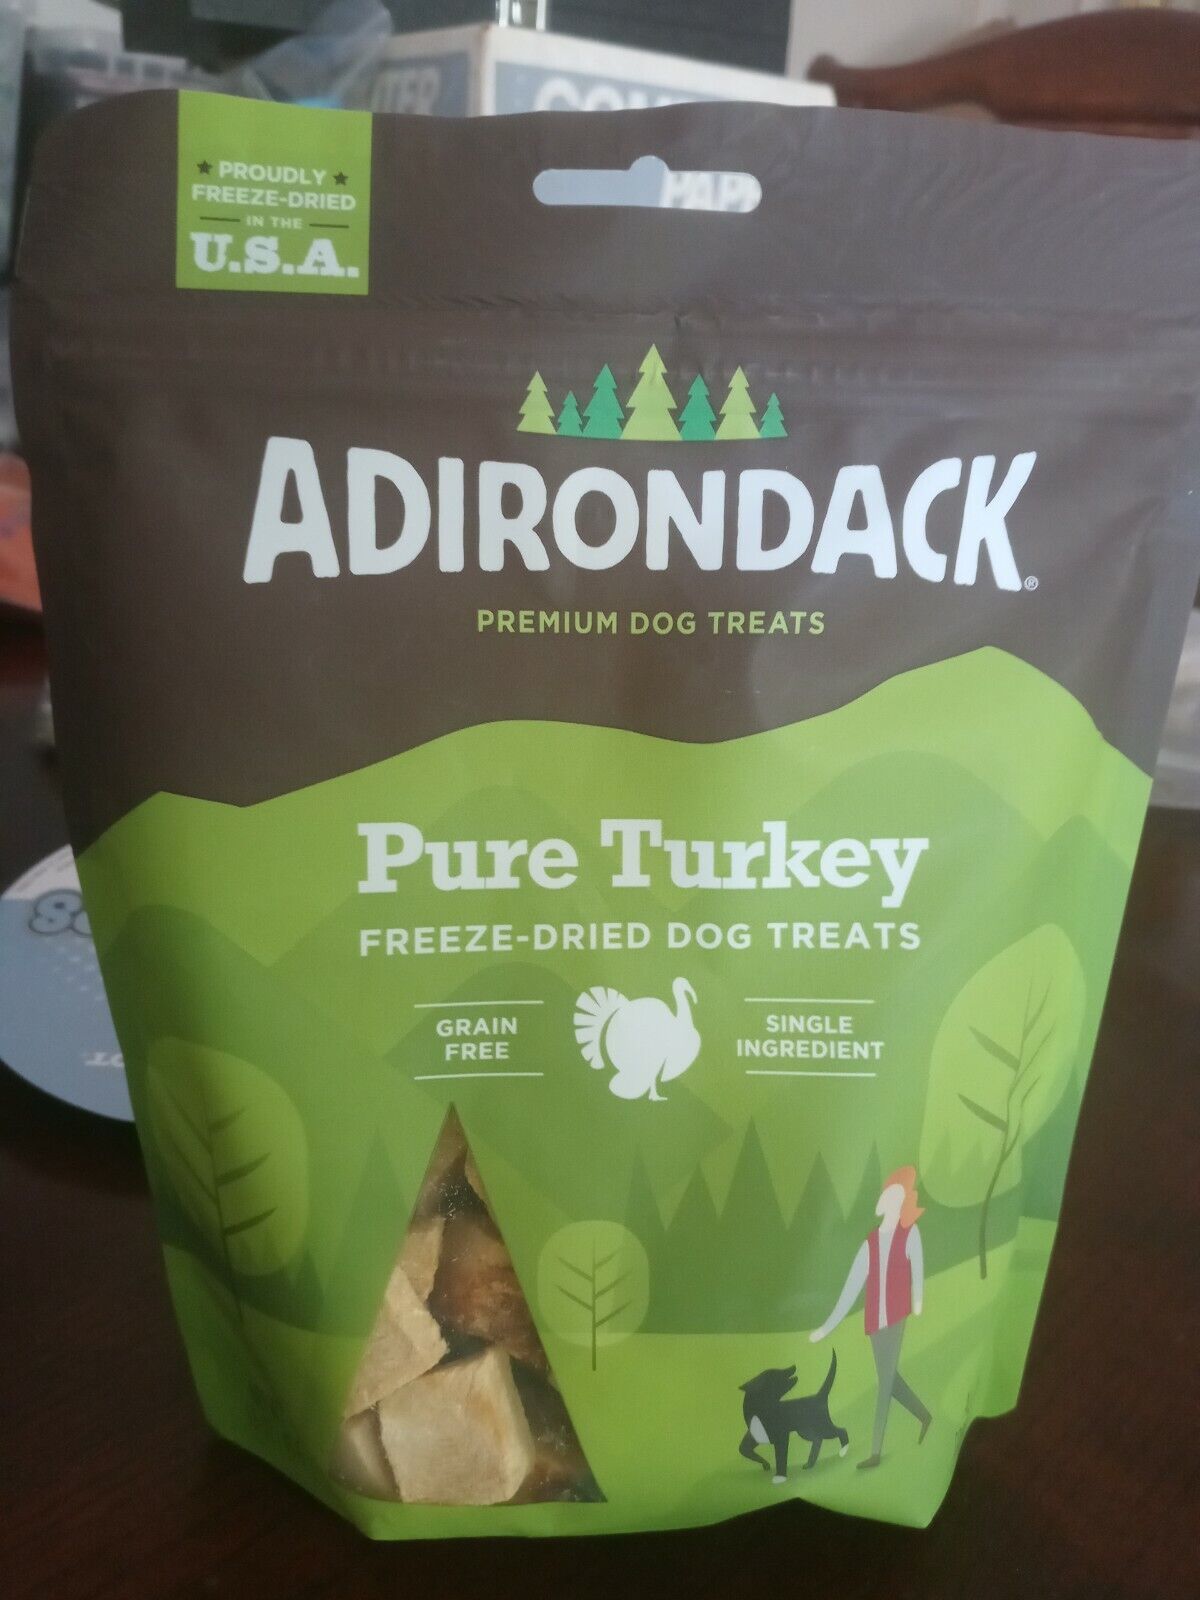 ★ PROUDLY ★
FREEZE-DRIED
IN THE
U.S.A.
ADIRONDACK®
PREMIUM DOG TREATS
Pure Turkey
FREEZE-DRIED DOG TREATS
GRAIN
FREE
SINGLE
INGREDIENT